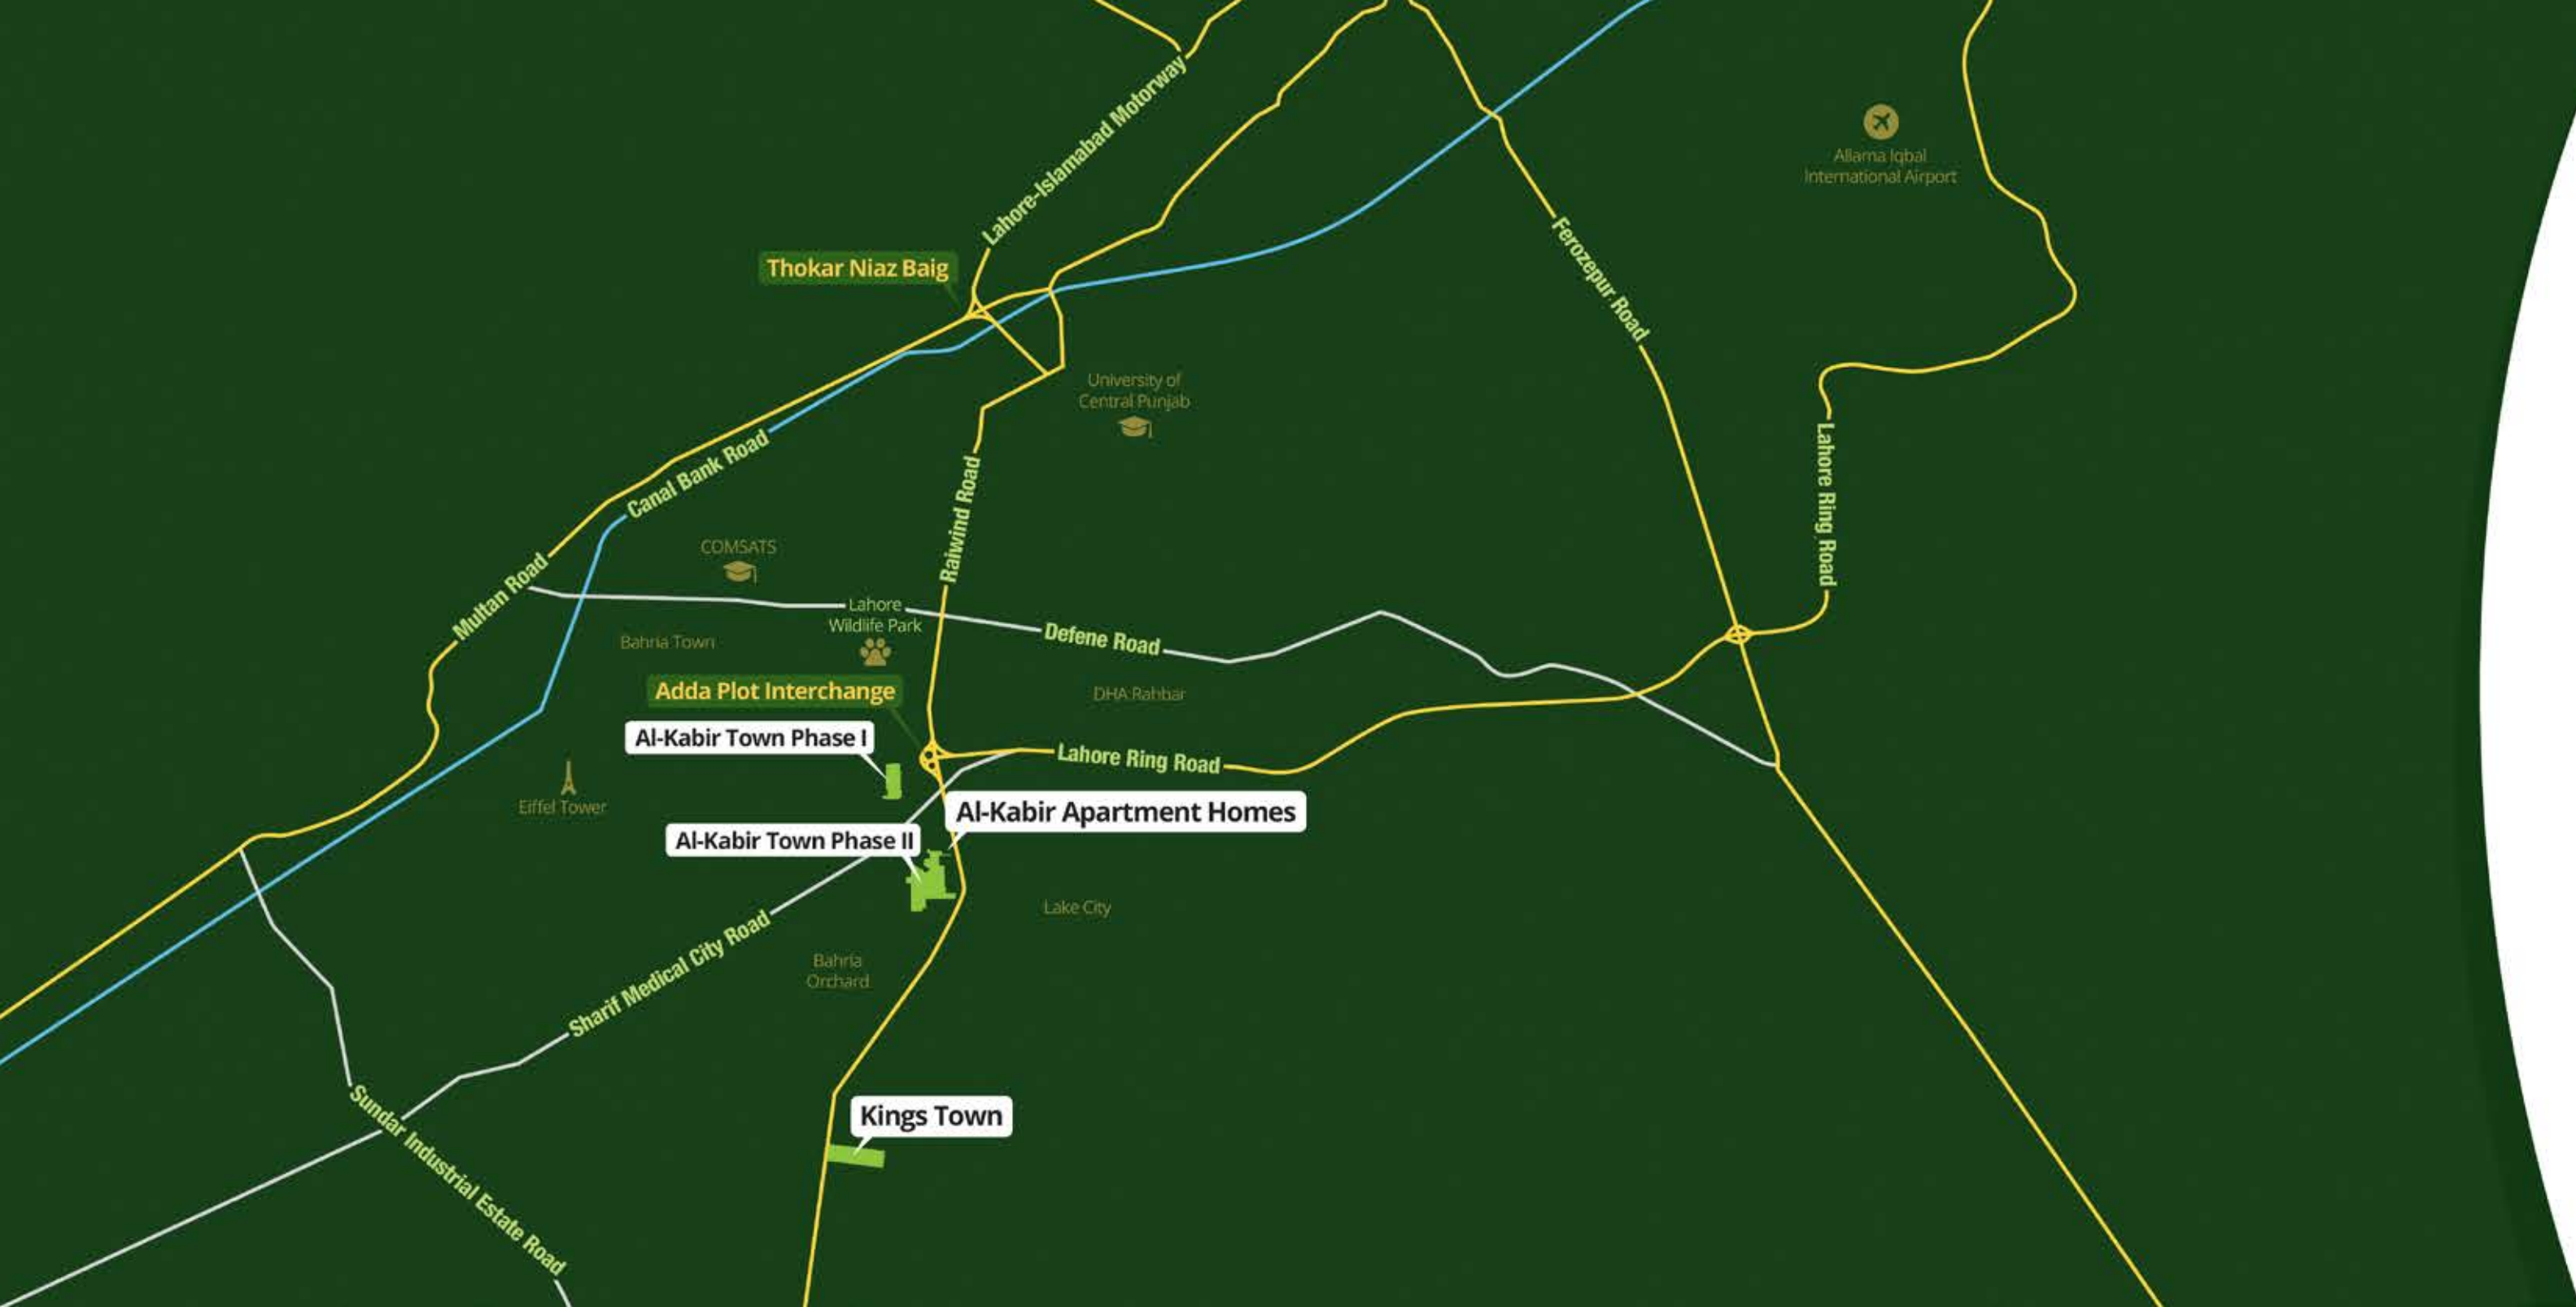 Lahore-Islamabad Motorway
Allama Iqbal
International Airport
Thokar Niaz Baig
Ferozepur Road
University of
Central Punjab
Canal Bank Road
Raiwind Road
Lahore Ring Road
COMSATS
Multan Road
Lahore
Wildlife Park
Bahria Town
Defene Road
Adda Plot Interchange
DHA Rahbar
Al-Kabir Town Phase I
Lahore Ring Road
Eiffel Tower
Al-Kabir Apartment Homes
Al-Kabir Town Phase II
Lake City
Sharif Medical City Road
Bahria
Orchard
Kings Town
Sundar Industrial Estate Road